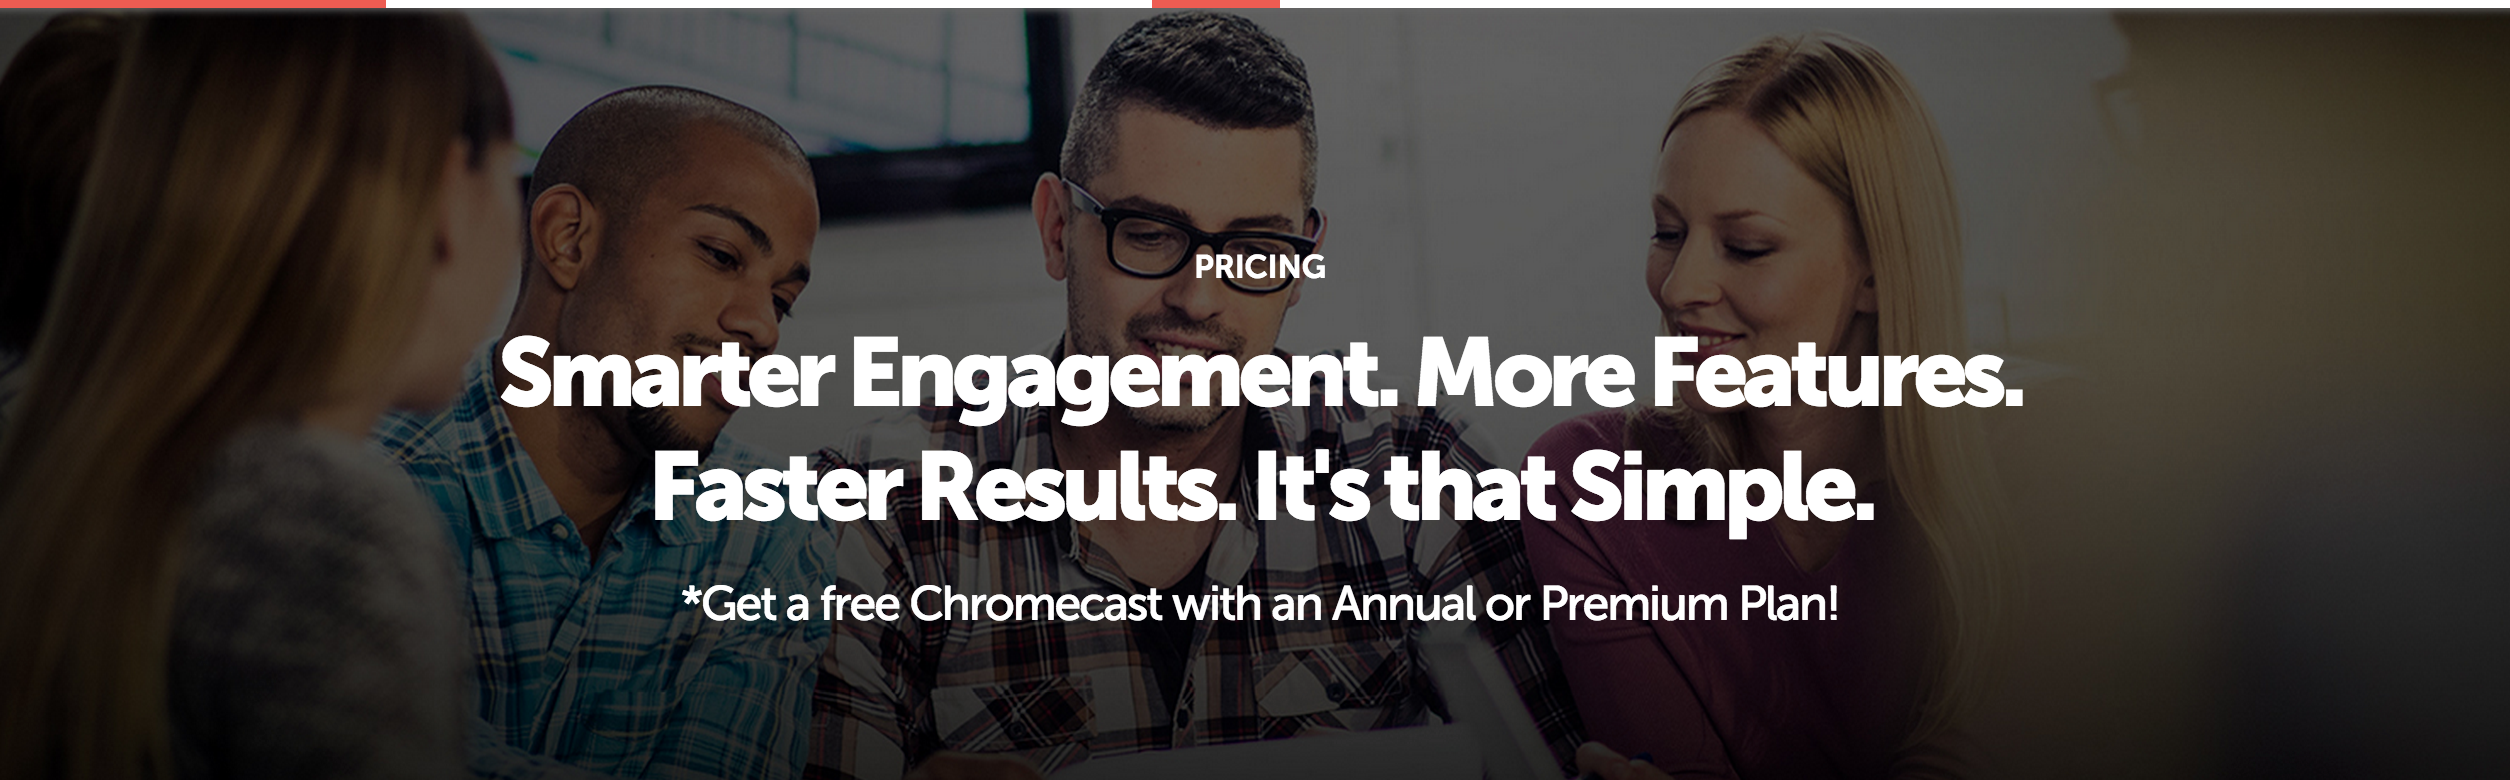 PRICING
Smarter Engagement. More Features.
Faster Results. It's that Simple.
*Get a free Chromecast with an Annual or Premium Plan!